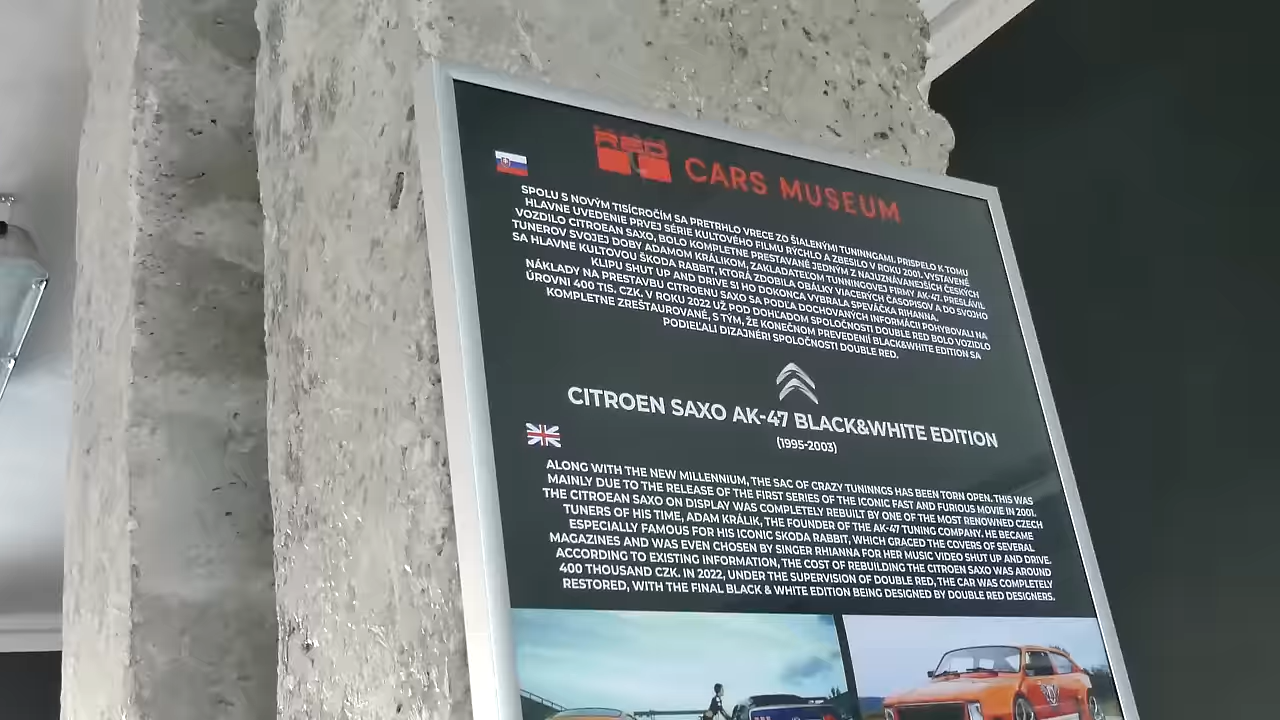 RED CARS MUSEUM
SPOLU S NOVÝM TISÍCROČÍM SA PRETRHLO VRECE ZO ŠIALENÝMI TUNINNGAMI. PRISPELO K TOMU
HLAVNE UVEDENIE PRVEJ SÉRIE KULTOVÉHO FILMU RÝCHLO A ZBESILO V ROKU 2001. VYSTAVENÉ
VOZDILO CITROEAN SAXO, BOLO KOMPLETNE PRESTAVANÉ JEDNÝM Z NAJUZNÁVANEJŠÍCH ČESKÝCH
TUNEROV SVOJEJ DOBY ADAMOM KRÁLIKOM, ZAKLADATEĽOM TUNNINGOVEJ FIRMY AK-47. PRESLÁVIL
SA HLAVNE KULTOVOU ŠKODA RABBIT, KTORÁ ZDOBILA OBÁLKY VIACERÝCH ČASOPISOV A DO SVOJHO
KLIPU SHUT UP AND DRIVE SI HO DOKONCA VYBRALA SPEVÁČKA RIHANNA.
NÁKLADY NA PRESTAVBU CITROENU SAXO SA PODĽA DOCHOVANÝCH INFORMÁCII POHYBOVALI NA
ÚROVNI 400 TIS. CZK. V ROKU 2022 UŽ POD DOHĽADOM SPOLOČNOSTI DOUBLE RED BOLO VOZIDLO
KOMPLETNE ZREŠTAUROVANÉ, S TÝM, ŽE KONEČNOM PREVEDENÍ BLACK&WHITE EDITION SA
PODIEĽALI DIZAJNÉRI SPOLOČNOSTI DOUBLE RED.
CITROEN SAXO AK-47 BLACK&WHITE EDITION
(1995-2003)
ALONG WITH THE NEW MILLENNIUM, THE SAC OF CRAZY TUNINNGS HAS BEEN TORN OPEN. THIS WAS
MAINLY DUE TO THE RELEASE OF THE FIRST SERIES OF THE ICONIC FAST AND FURIOUS MOVIE IN 2001.
THE CITROEAN SAXO ON DISPLAY WAS COMPLETELY REBUILT BY ONE OF THE MOST RENOWNED CZECH
TUNERS OF HIS TIME, ADAM KRÁLIK, THE FOUNDER OF THE AK-47 TUNING COMPANY. HE BECAME
ESPECIALLY FAMOUS FOR HIS ICONIC SKODA RABBIT, WHICH GRACED THE COVERS OF SEVERAL
MAGAZINES AND WAS EVEN CHOSEN BY SINGER RHIANNA FOR HER MUSIC VIDEO SHUT UP AND DRIVE.
ACCORDING TO EXISTING INFORMATION, THE COST OF REBUILDING THE CITROEN SAXO WAS AROUND
400 THOUSAND CZK. IN 2022, UNDER THE SUPERVISION OF DOUBLE RED, THE CAR WAS COMPLETELY
RESTORED, WITH THE FINAL BLACK & WHITE EDITION BEING DESIGNED BY DOUBLE RED DESIGNERS.